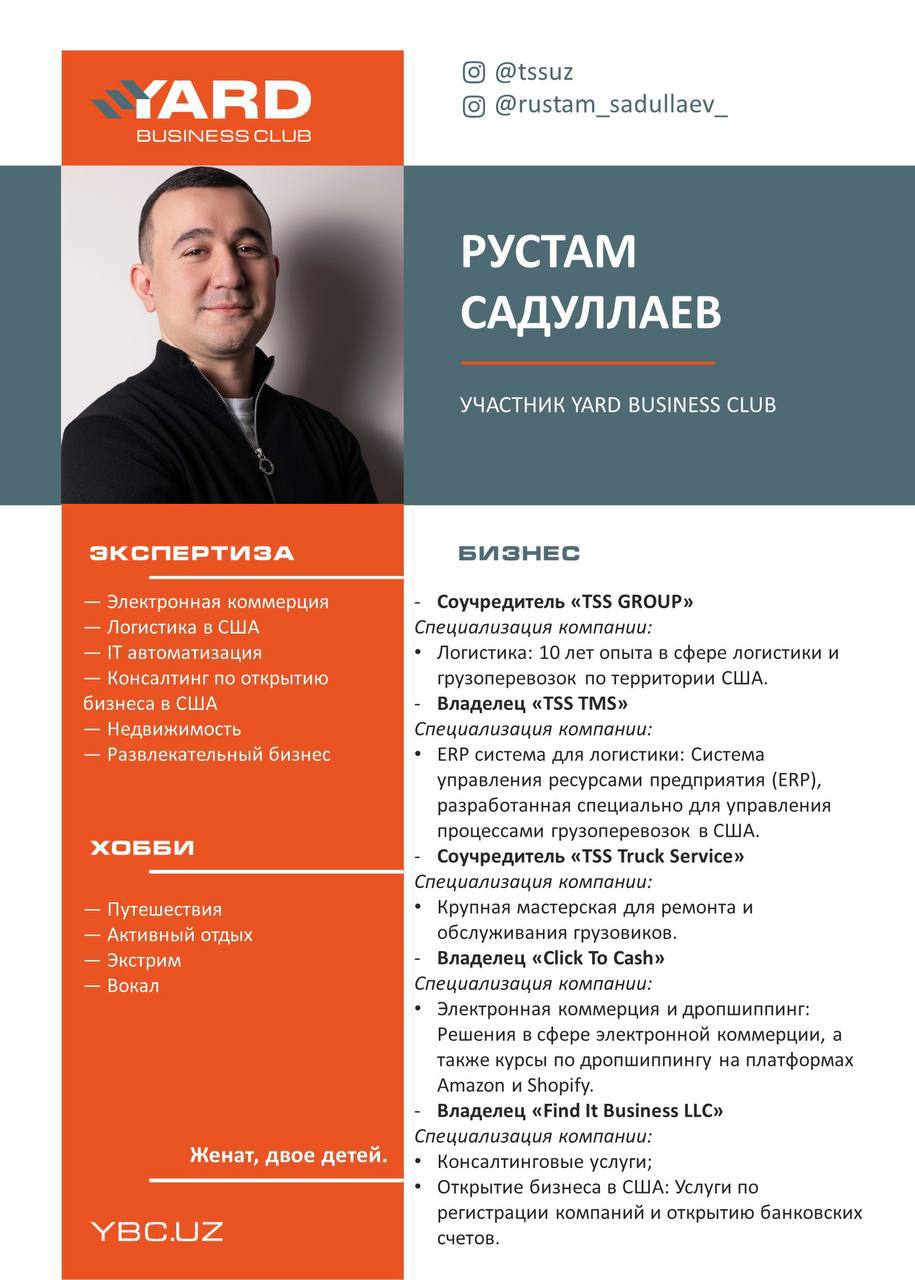 YARD
BUSINESS CLUB
@tssuz
@rustam_sadullaev_
РУСТАМ
САДУЛЛАЕВ
УЧАСТНИК YARD BUSINESS CLUB
ЭКСПЕРТИЗА
— Электронная коммерция
— Логистика в США
— IT автоматизация
— Консалтинг по открытию
бизнеса в США
— Недвижимость
— Развлекательный бизнес
ХОББИ
— Путешествия
— Активный отдых
— Экстрим
— Вокал
Женат, двое детей.
YBC.UZ
БИЗНЕС
- Соучредитель «TSS GROUP»
Специализация компании:
• Логистика: 10 лет опыта в сфере логистики и
грузоперевозок по территории США.
- Владелец «TSS TMS»
Специализация компании:
• ERP система для логистики: Система
управления ресурсами предприятия (ERP),
разработанная специально для управления
процессами грузоперевозок в США.
- Соучредитель «TSS Truck Service»
Специализация компании:
• Крупная мастерская для ремонта и
обслуживания грузовиков.
- Владелец «Click To Cash»
Специализация компании:
• Электронная коммерция и дропшиппинг:
Решения в сфере электронной коммерции, а
также курсы по дропшиппингу на платформах
Amazon и Shopify.
- Владелец «Find It Business LLC»
Специализация компании:
• Консалтинговые услуги;
• Открытие бизнеса в США: Услуги по
регистрации компаний и открытию банковских
счетов.